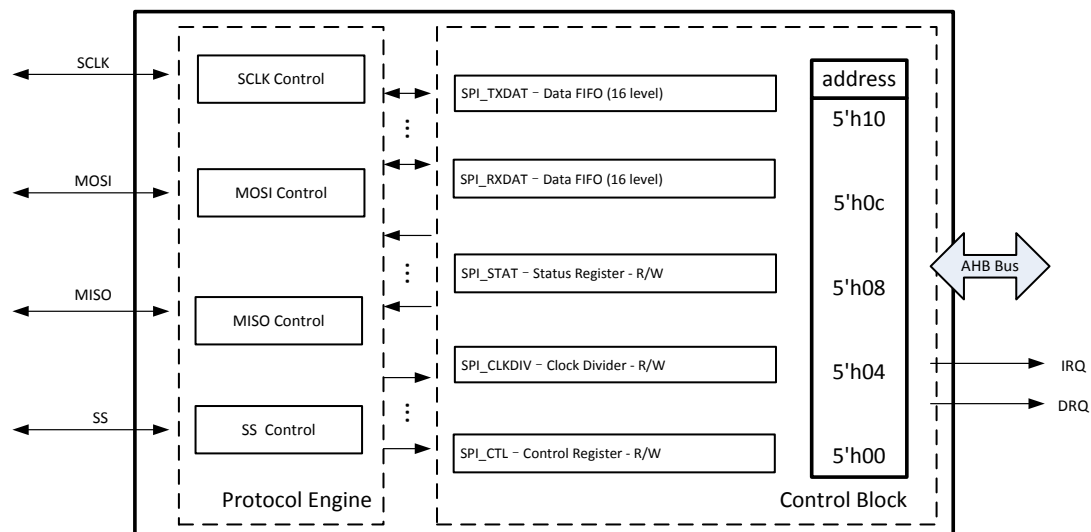 SCLK
MOSI
MISO
SS
SCLK Control
MOSI Control
MISO Control
SS Control
Protocol Engine
SPI_TXDAT – Data FIFO (16 level)
SPI_RXDAT – Data FIFO (16 level)
SPI_STAT – Status Register - R/W
SPI_CLKDIV – Clock Divider - R/W
SPI_CTL – Control Register - R/W
address
5'h10
5'h0c
5'h08
5'h04
5'h00
Control Block
AHB Bus
IRQ
DRQ